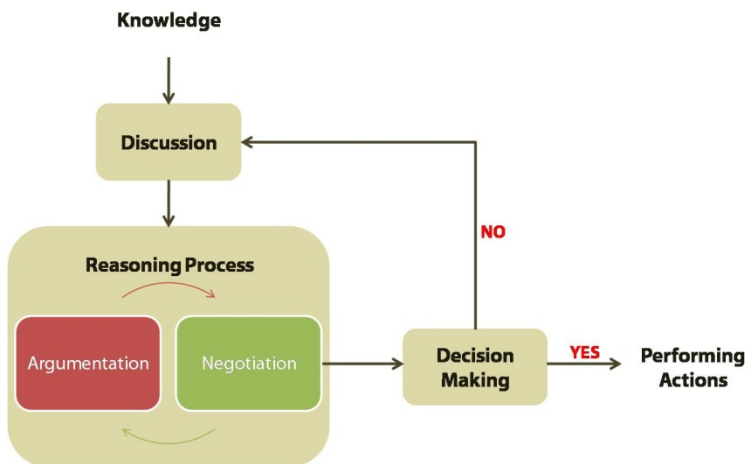 Knowledge
Discussion
NO
Reasoning Process
Argumentation
Negotiation
Decision
Making
YES
Performing
Actions